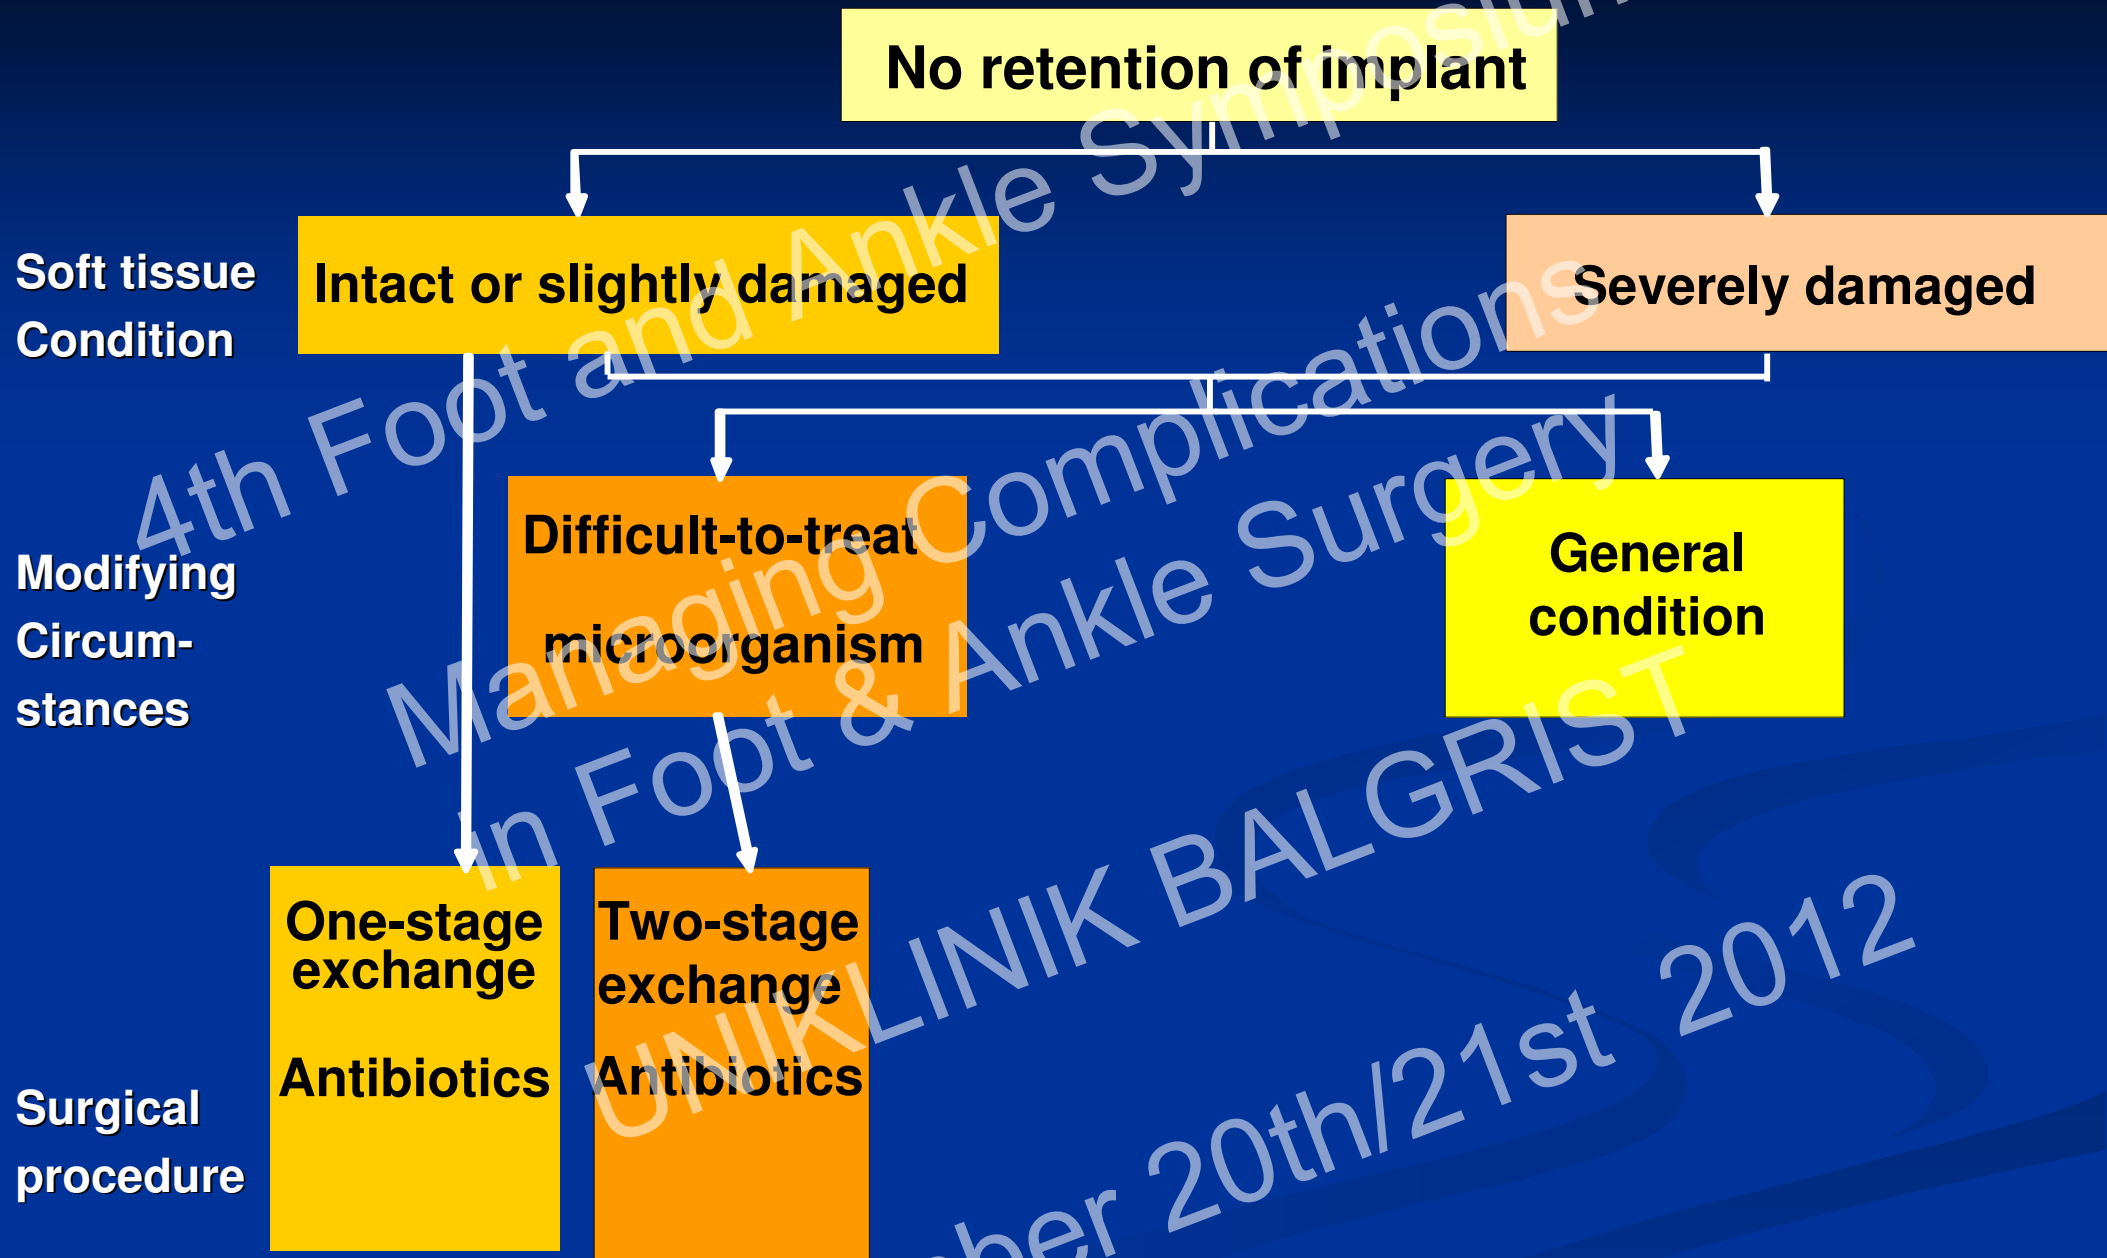 No retention of implant
Soft tissue
Condition
Intact or slightly damaged
Severely damaged
Modifying
Circum-
stances
Difficult-to-treat
microorganism
General
condition
Surgical
procedure
One-stage
exchange
Antibiotics
Two-stage
exchange
Antibiotics
4th Foot and Ankle Symposium
Managing Complications
in Foot & Ankle Surgery
UNIKLINIK BALGRIST
20th/21st 2012